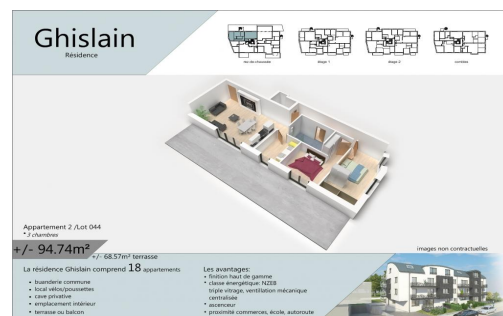 Ghislain
Résidence
rez-de-chaussée
étage 1
étage 2
combles
Appartement 2 /Lot 044
* 3 chambres
+/- 94.74m²
+/- 68.57m² terrasse
images non contractuelles
La résidence Ghislain comprend 18 appartements
• buanderie commune
• local vélos/poussettes
• cave privative
• emplacement intérieur
• terrasse ou balcon
Les avantages:
• finition haut de gamme
• classe énergétique: NZEB
triple vitrage, ventillation mécanique
centralisée
• ascenceur
• proximité commerces, école, autoroute